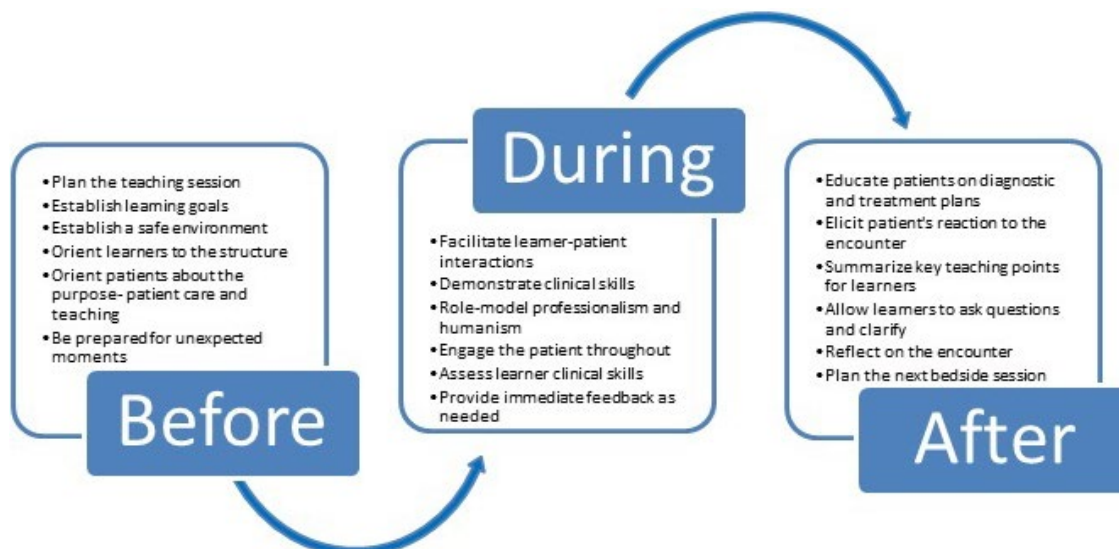 • Plan the teaching session
• Establish learning goals
• Establish a safe environment
• Orient learners to the structure
• Orient patients about the
purpose- patient care and
teaching
• Be prepared for unexpected
moments
Before
During
• Facilitate learner-patient
interactions
• Demonstrate clinical skills
• Role-model professionalism and
humanism
• Engage the patient throughout
• Assess learner clinical skills
• Provide immediate feedback as
needed
• Educate patients on diagnostic
and treatment plans
• Elicit patient's reaction to the
encounter
• Summarize key teaching points
for learners
• Allow learners to ask questions
and clarify
• Reflect on the encounter
• Plan the next bedside session
After